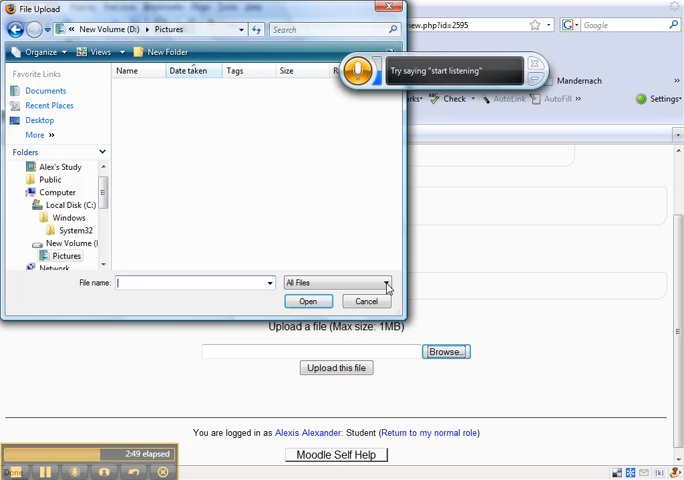 File Upload
new.php?id=2595
New Volume (D:) Pictures
Search
Google
Organize Views New Folder
Try saying "start listening"
Favorite Links
Name Date taken Tags Size
Mandernach
Documents
Recent Places
Desktop
More »
Check
AutoLink
AutoFill
Settings
Folders
Alex's Study
Public
Computer
Local Disk (C:)
Windows
System32
New Volume (
Pictures
Network
File name:
All Files
Open Cancel
Upload a file (Max size: 1MB)
Browse..
Upload this file
You are logged in as Alexis Alexander: Student (Return to my normal role)
Moodle Self Help
2:49 elapsed
Done